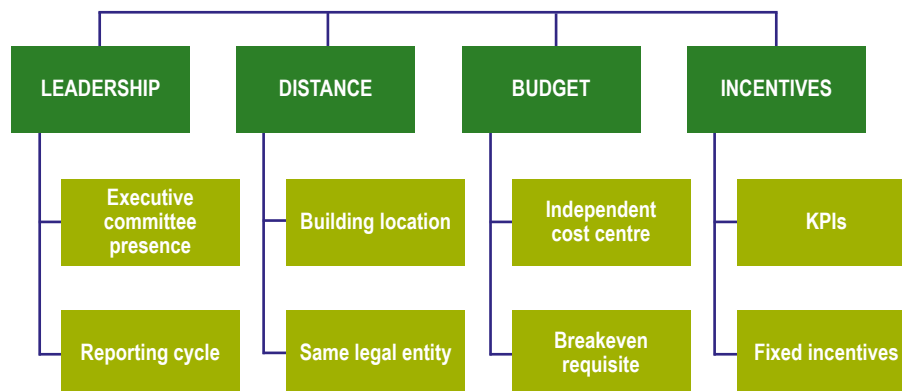 LEADERSHIP
DISTANCE
BUDGET
INCENTIVES
Executive
committee
presence
Building location
Independent
cost centre
KPIs
Reporting cycle
Same legal entity
Breakeven
requisite
Fixed incentives